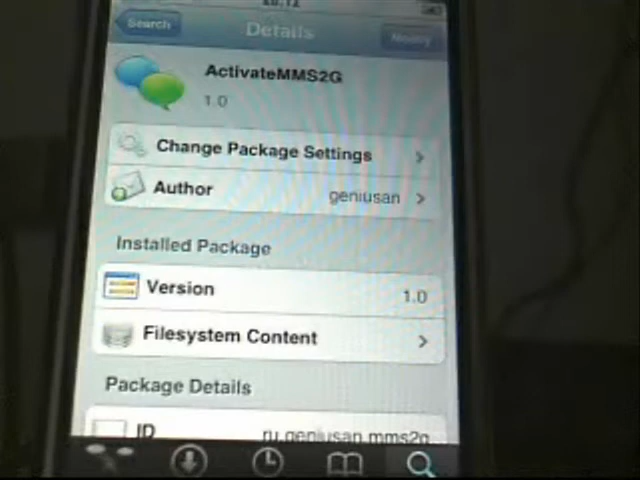 Search
Details
Modify
ActivateMMS2G
1.0
Change Package Settings
Author
geniusan
Installed Package
Version
1.0
Filesystem Content
Package Details
ID
ru.geniusan.mms2g